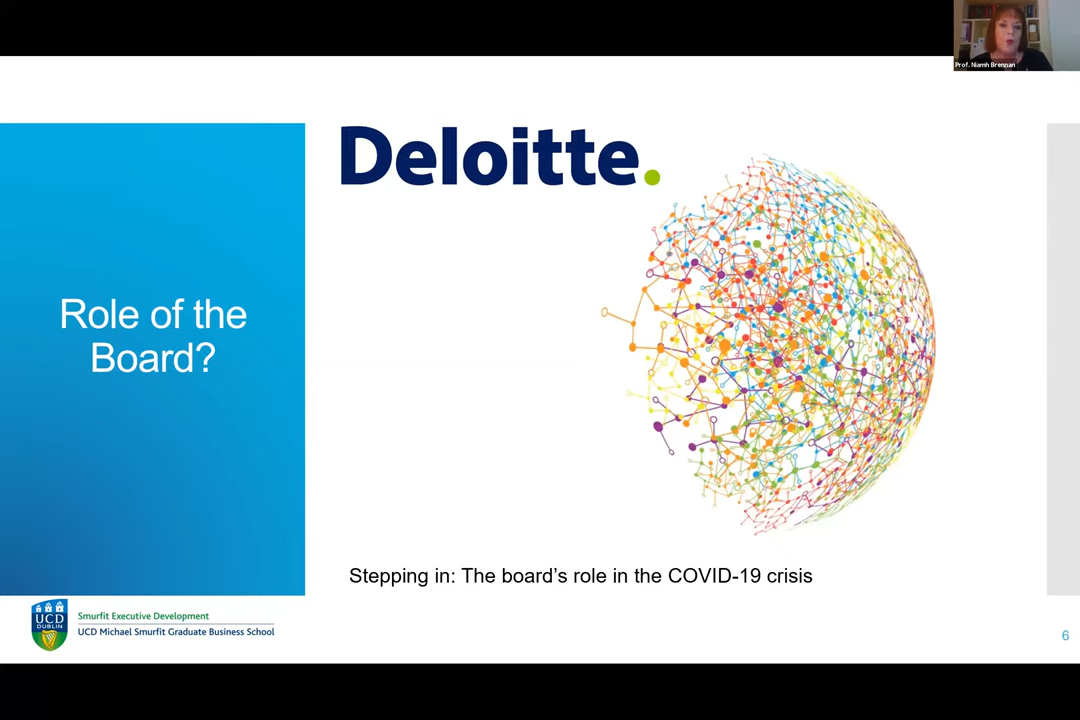 Prof. Niamh Brennan
Deloitte.
Role of the
Board?
Stepping in: The board's role in the COVID-19 crisis
UCD
DUBLIN
Smurfit Executive Development
UCD Michael Smurfit Graduate Business School
6